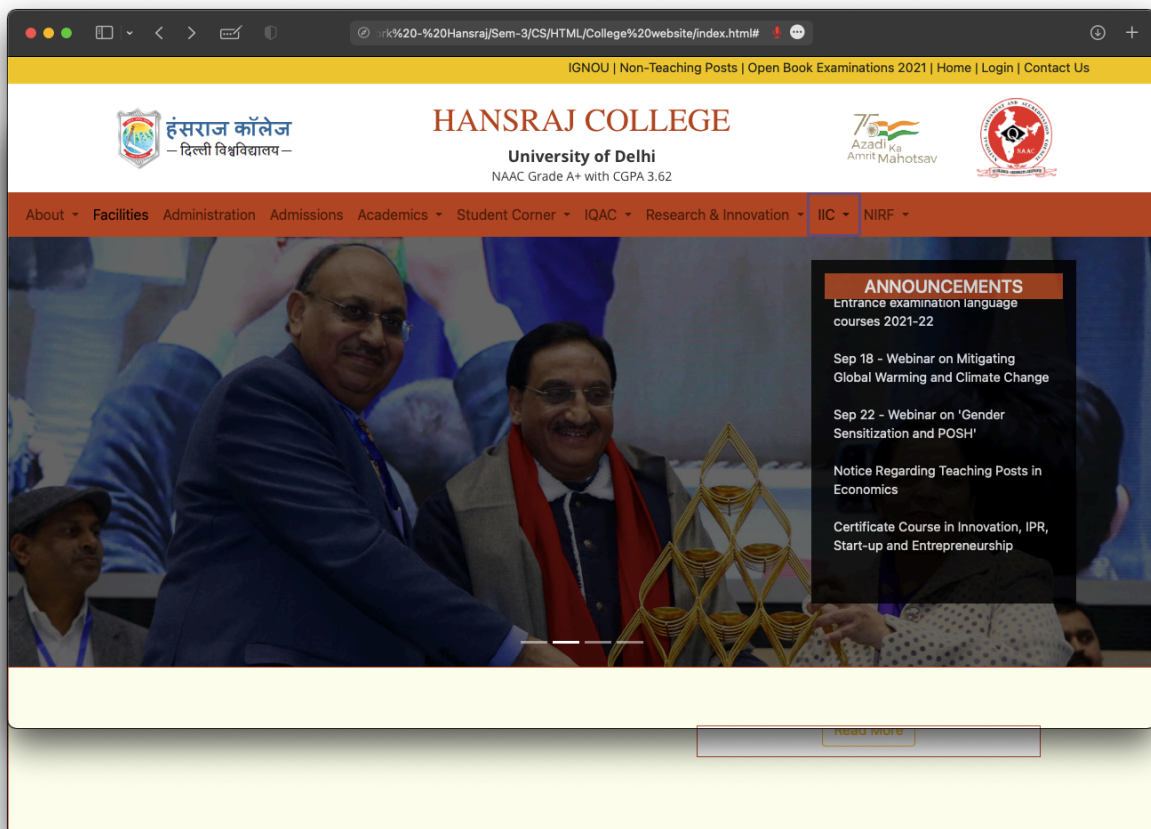 ork%20-%20Hansraj/Sem-3/CS/HTML/College%20website/index.html#
IGNOU | Non-Teaching Posts | Open Book Examinations 2021 | Home | Login | Contact Us
हंसराज कॉलेज
– दिल्ली विश्वविद्यालय –
HANSRAJ COLLEGE
University of Delhi
NAAC Grade A+ with CGPA 3.62
75
Azadi Ka
Amrit Mahotsav
NAAC
About Facilities Administration Admissions Academics Student Corner IQAC Research & Innovation IIC NIRF
ANNOUNCEMENTS
Entrance examination language
courses 2021-22
Sep 18 - Webinar on Mitigating
Global Warming and Climate Change
Sep 22 - Webinar on 'Gender
Sensitization and POSH'
Notice Regarding Teaching Posts in
Economics
Certificate Course in Innovation, IPR,
Start-up and Entrepreneurship
Read More